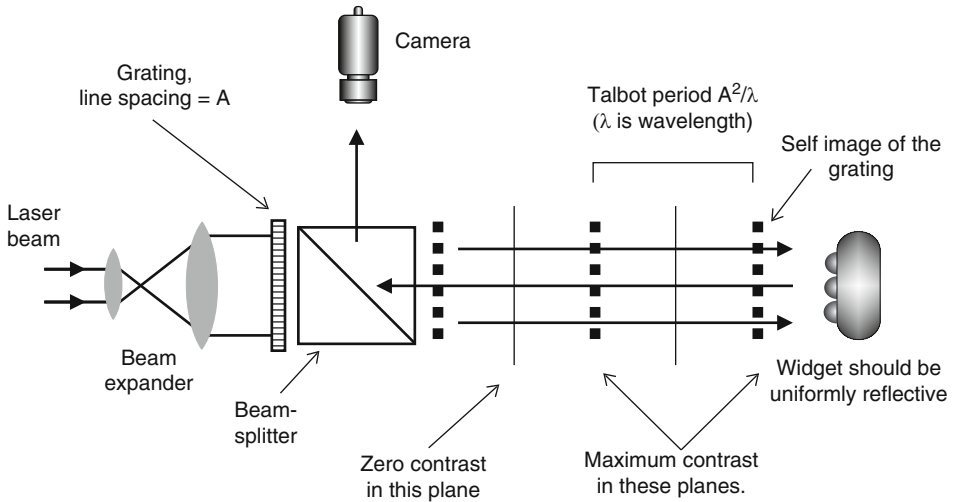 Camera
Grating,
line spacing = A
Talbot period A²/λ
(λ is wavelength)
Self image of the
grating
Laser
beam
Beam
expander
Beam-
splitter
Widget should be
uniformly reflective
Zero contrast
in this plane
Maximum contrast
in these planes.